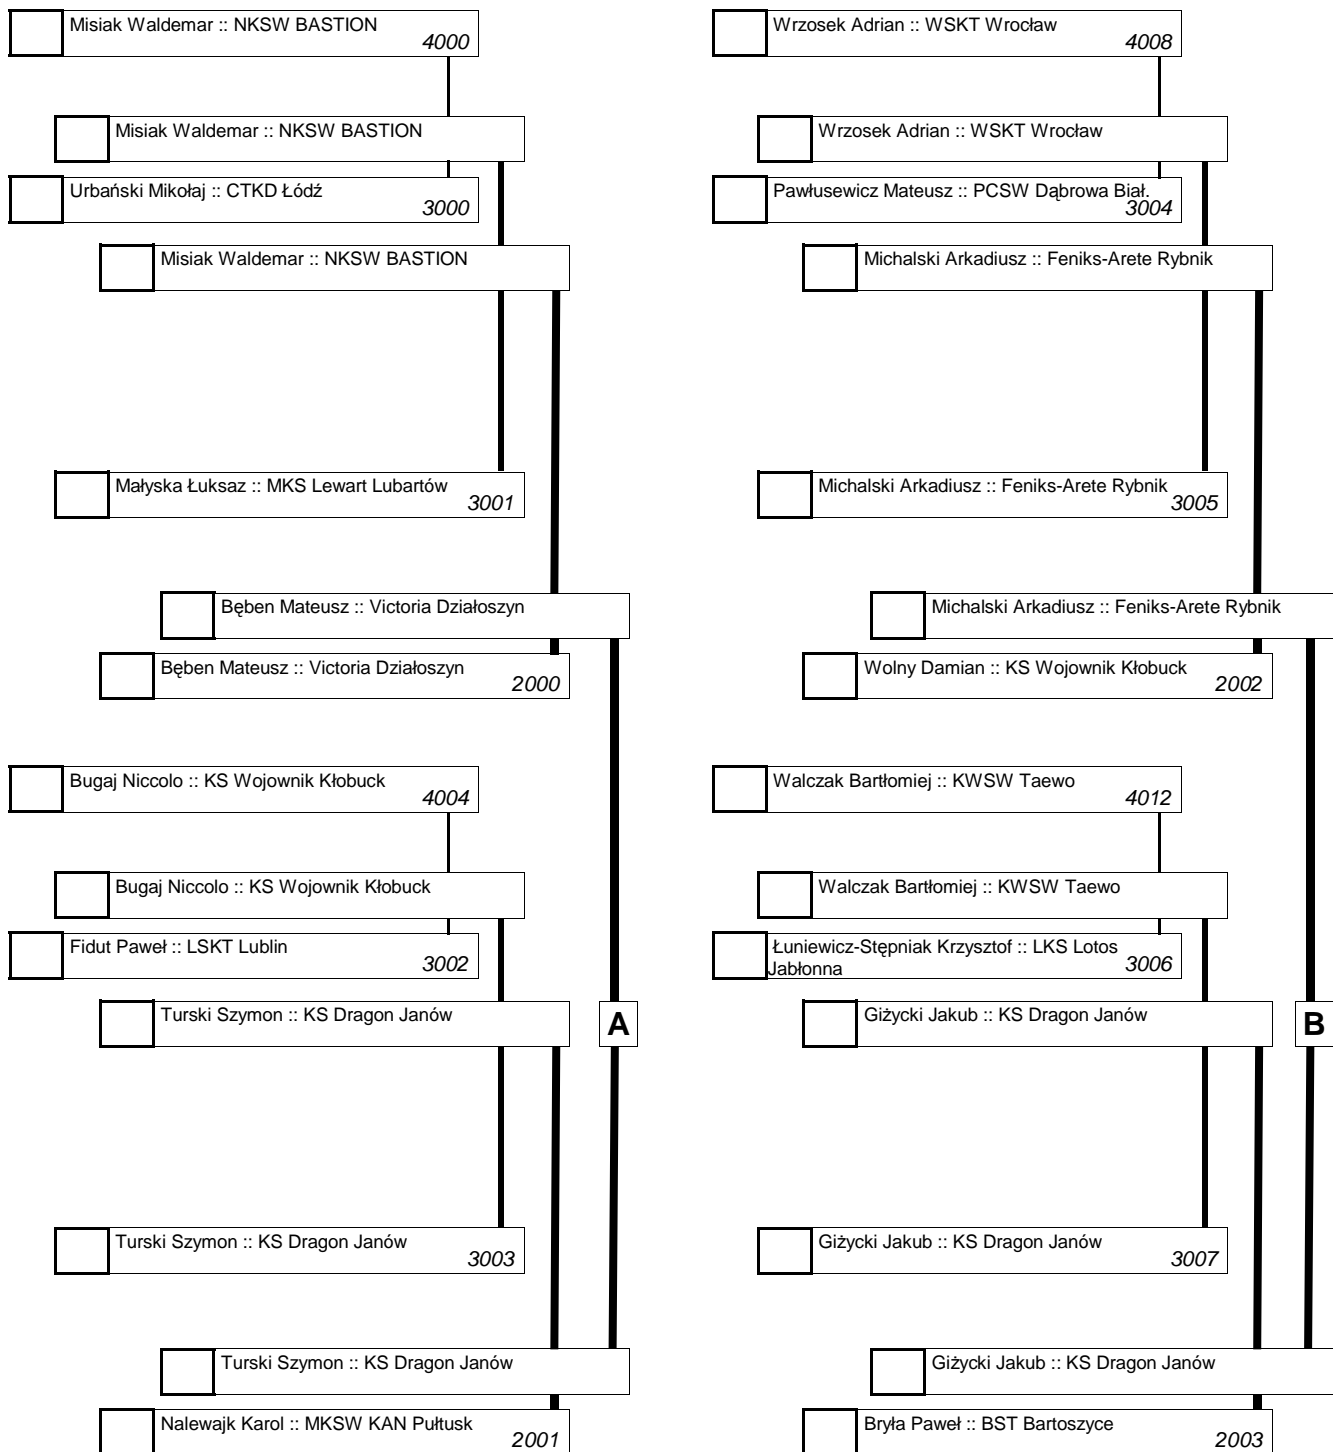 Misiak Waldemar :: NKSW BASTION
4000
Misiak Waldemar :: NKSW BASTION
Urbański Mikołaj :: CTKD Łódź
3000
Misiak Waldemar :: NKSW BASTION
Małyska Łuksaz :: MKS Lewart Lubartów
3001
Bęben Mateusz :: Victoria Działoszyn
Bęben Mateusz :: Victoria Działoszyn
2000
Bugaj Niccolo :: KS Wojownik Kłobuck
4004
Bugaj Niccolo :: KS Wojownik Kłobuck
Fidut Paweł :: LSKT Lublin
3002
Turski Szymon :: KS Dragon Janów
A
Turski Szymon :: KS Dragon Janów
3003
Turski Szymon :: KS Dragon Janów
Nalewajk Karol :: MKSW KAN Pułtusk
2001
Wrzosek Adrian :: WSKT Wrocław
4008
Wrzosek Adrian :: WSKT Wrocław
Pawłusewicz Mateusz :: PCSW Dąbrowa Biał.
3004
Michalski Arkadiusz :: Feniks-Arete Rybnik
Michalski Arkadiusz :: Feniks-Arete Rybnik
3005
Michalski Arkadiusz :: Feniks-Arete Rybnik
Wolny Damian :: KS Wojownik Kłobuck
2002
Walczak Bartłomiej :: KWSW Taewo
4012
Walczak Bartłomiej :: KWSW Taewo
Łuniewicz-Stępniak Krzysztof :: LKS Lotos
Jabłonna
3006
Giżycki Jakub :: KS Dragon Janów
B
Giżycki Jakub :: KS Dragon Janów
3007
Giżycki Jakub :: KS Dragon Janów
Bryła Paweł :: BST Bartoszyce
2003